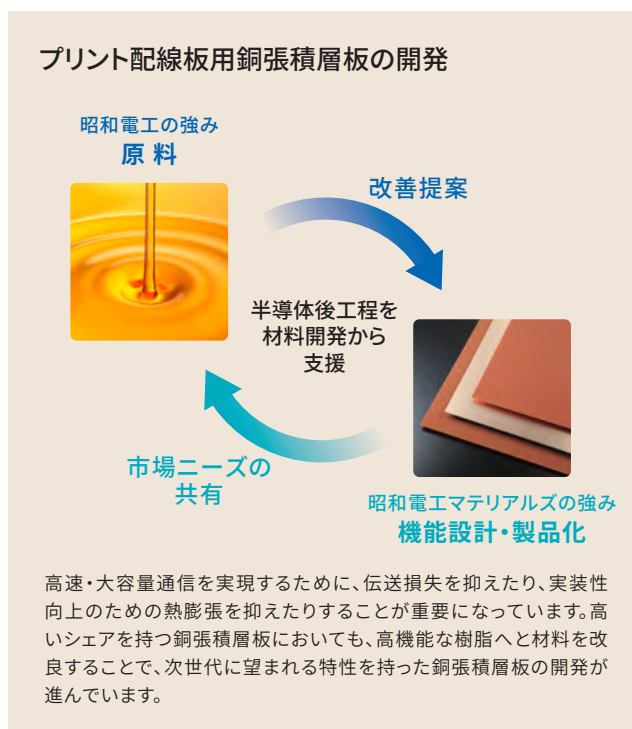 プリント配線板用銅張積層板の開発
昭和電工の強み
原 料
改善提案
半導体後工程を
材料開発から
支援
市場ニーズの
共有
昭和電工マテリアルズの強み
機能設計・製品化
高速・大容量通信を実現するために、伝送損失を抑えたり、実装性
向上のための熱膨張を抑えたりすることが重要になっています。高
いシェアを持つ銅張積層板においても、高機能な樹脂へと材料を改
良することで、次世代に望まれる特性を持った銅張積層板の開発が
進んでいます。